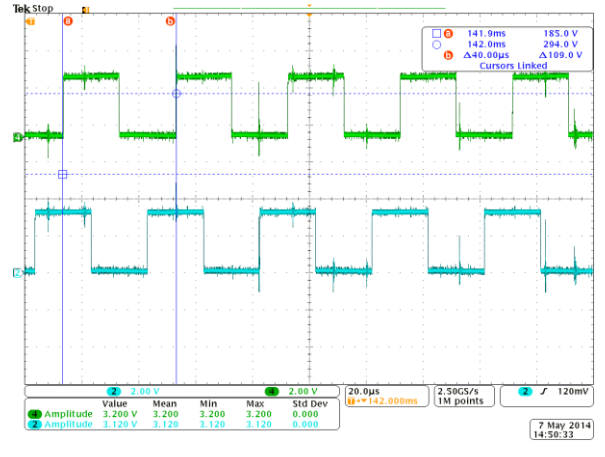 Tek Stop
T
a
b
a 141.9ms 185.0 V
142.0ms 294.0 V
b Δ40.00µs Δ109.0 V
Cursors Linked
4
2
2 2.00 V 4 2.00 V
20.0µs 2.50GS/s 2 120mV
T→▼142.000ms 1M points
Value Mean Min Max Std Dev
4 Amplitude 3.200 V 3.200 3.200 3.200 0.000
2 Amplitude 3.120 V 3.120 3.120 3.120 0.000
7 May 2014
14:50:33